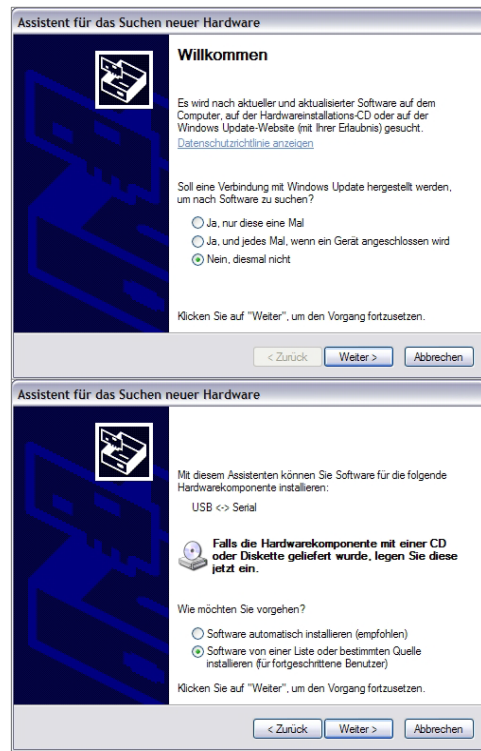 Assistent für das Suchen neuer Hardware
Willkommen
Es wird nach aktueller und aktualisierter Software auf dem
Computer, auf der Hardwareinstallations-CD oder auf der
Windows Update-Website (mit Ihrer Erlaubnis) gesucht.
Datenschutzrichtlinie anzeigen
Soll eine Verbindung mit Windows Update hergestellt werden,
um nach Software zu suchen?
Ja, nur diese eine Mal
Ja, und jedes Mal, wenn ein Gerät angeschlossen wird
Nein, diesmal nicht
Klicken Sie auf "Weiter", um den Vorgang fortzusetzen.
< Zurück Weiter > Abbrechen
Assistent für das Suchen neuer Hardware
Mit diesem Assistenten können Sie Software für die folgende
Hardwarekomponente installieren:
USB <-> Serial
Falls die Hardwarekomponente mit einer CD
oder Diskette geliefert wurde, legen Sie diese
jetzt ein.
Wie möchten Sie vorgehen?
Software automatisch installieren (empfohlen)
Software von einer Liste oder bestimmten Quelle
installieren (für fortgeschrittene Benutzer)
Klicken Sie auf "Weiter", um den Vorgang fortzusetzen.
< Zurück Weiter > Abbrechen